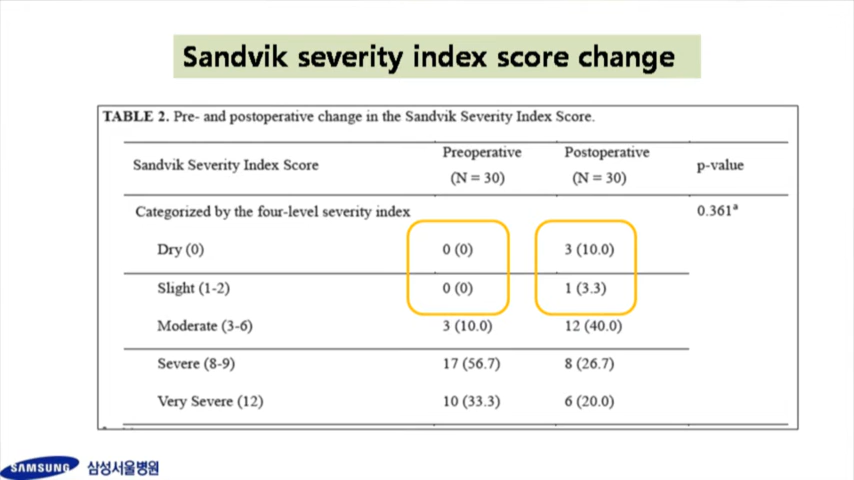 Sandvik severity index score change
TABLE 2. Pre- and postoperative change in the Sandvik Severity Index Score.
Sandvik Severity Index Score Preoperative (N = 30) Postoperative (N = 30) p-value
Categorized by the four-level severity index 0.361ᵃ
Dry (0) 0 (0) 3 (10.0)
Slight (1-2) 0 (0) 1 (3.3)
Moderate (3-6) 3 (10.0) 12 (40.0)
Severe (8-9) 17 (56.7) 8 (26.7)
Very Severe (12) 10 (33.3) 6 (20.0)
SAMSUNG 삼성서울병원